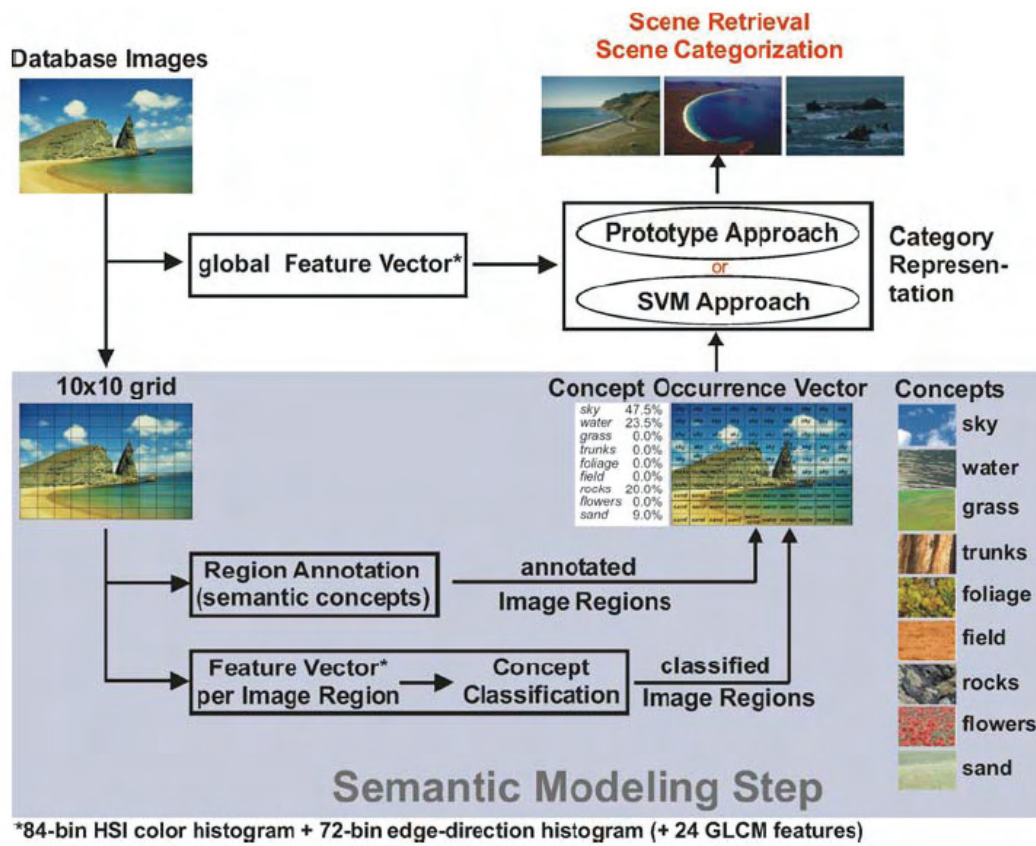 Scene Retrieval
Scene Categorization
Database Images
global Feature Vector*
Prototype Approach
or
SVM Approach
Category
Represen-
tation
10x10 grid
Concept Occurrence Vector
sky 47.5%
water 23.5%
grass 0.0%
trunks 0.0%
foliage 0.0%
field 0.0%
rocks 20.0%
flowers 0.0%
sand 9.0%
Concepts
sky
water
grass
trunks
foliage
field
rocks
flowers
sand
Region Annotation
(semantic concepts)
annotated
Image Regions
Feature Vector*
per Image Region
Concept
Classification
classified
Image Regions
Semantic Modeling Step
*84-bin HSI color histogram + 72-bin edge-direction histogram (+ 24 GLCM features)